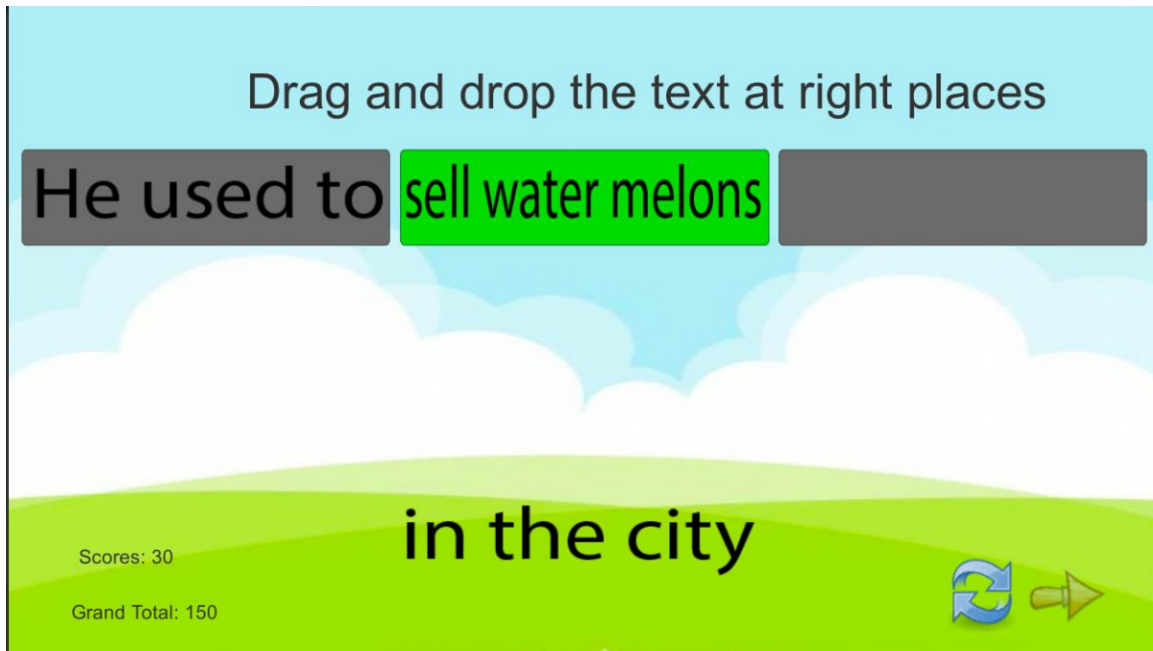 Drag and drop the text at right places
He used to sell water melons
in the city
Scores: 30
Grand Total: 150